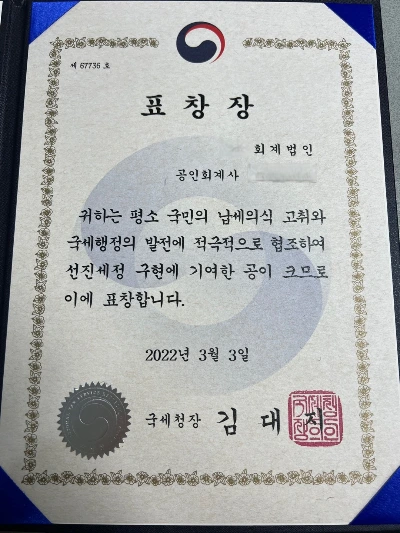 제 67736 호
표 창 장
회계법인
공인회계사
귀하는 평소 국민의 납세의식 고취와
국세행정의 발전에 적극적으로 협조하여
선진세정 구현에 기여한 공이 크므로
이에 표창합니다.
2022년 3월 3일
국세청장 김 대 지